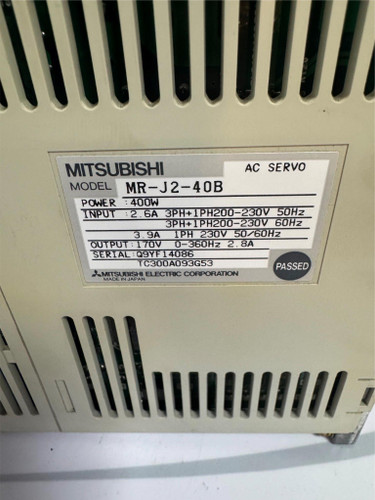 MITSUBISHI AC SERVO
MODEL MR-J2-40B
POWER :400W
INPUT :2.6A 3PH+1PH200-230V 50Hz
3PH+1PH200-230V 60Hz
3.9A 1PH 230V 50/60Hz
OUTPUT:170V 0-360Hz 2.8A
SERIAL:Q9YF14086
TC300A093G53
MITSUBISHI ELECTRIC CORPORATION
MADE IN JAPAN
PASSED